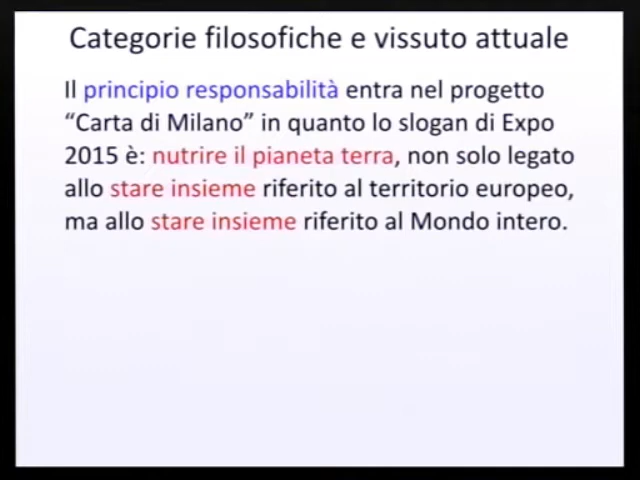 Categorie filosofiche e vissuto attuale
Il principio responsabilità entra nel progetto
“Carta di Milano” in quanto lo slogan di Expo
2015 è: nutrire il pianeta terra, non solo legato
allo stare insieme riferito al territorio europeo,
ma allo stare insieme riferito al Mondo intero.